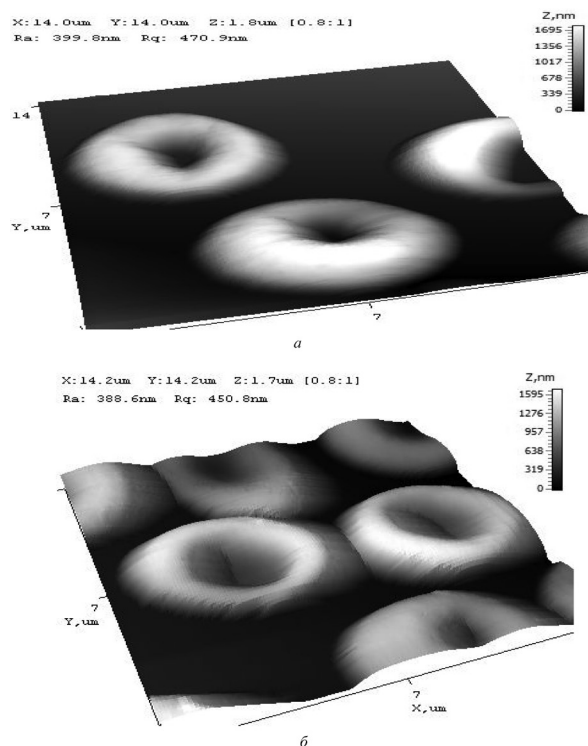 X:14.0um Y:14.0um Z:1.8um [0.8:1]
Ra: 399.8nm Rq: 470.9nm
Z,nm
1695
1356
1017
678
339
0
14
7
Y,um
7
а
X:14.2um Y:14.2um Z:1.7um [0.8:1]
Ra: 388.6nm Rq: 450.8nm
Z,nm
1595
1276
957
638
319
0
7
Y,um
7
X,um
б